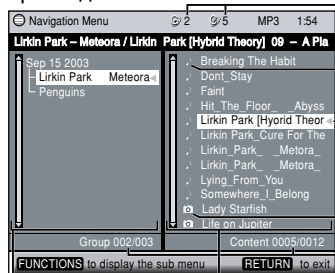 Navigation Menu 2 5 MP3 1:54
Lirkin Park – Meteora / Lirkin Park [Hybrid Theory] 09 – A Pla
Sep 15 2003
Lirkin Park Meteora
Penguins
Breaking The Habit
Dont_Stay
Faint
Hit_The_Floor_ _Abyss
Lirkin Park [Hyorid Theor
Lirkin Park_Cure For The
Lirkin_Park_ _Metora_
Lirkin_Park_ _Metora_
Lying_From_You
Somewhere_I_Belong
Lady Starfish
Life on Jupiter
Group 002/003
Content 0005/0012
FUNCTIONS to display the sub menu
RETURN to exit